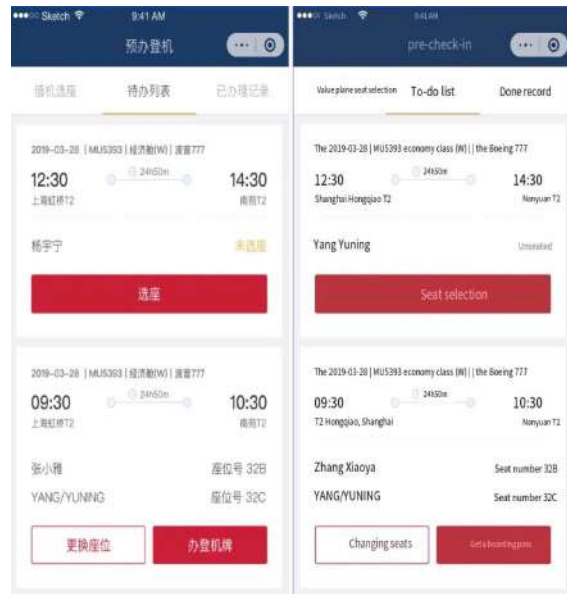 Sketch 9:41 AM
预办登机
值机选座 待办列表 已办理记录
2019-03-28 | MU5393 | 经济舱(W) | 波音777
12:30 24h50m 14:30
上海虹桥T2 南苑T2
杨宇宁 未选座
选座
2019-03-28 | MU5393 | 经济舱(W) | 波音777
09:30 24h50m 10:30
上海虹桥T2 南苑T2
张小雅 座位号 32B
YANG/YUNING 座位号 32C
更换座位 办登机牌
Sketch 9:41 AM
pre-check-in
Value plane seat selection To-do list Done record
The 2019-03-28 | MU5393 economy class (W) | | the Boeing 777
12:30 24h50m 14:30
Shanghai Hongqiao T2 Nanyuan T2
Yang Yuning Unseated
Seat selection
The 2019-03-28 | MU5393 economy class (W) | | the Boeing 777
09:30 24h50m 10:30
T2 Hongqiao, Shanghai Nanyuan T2
Zhang Xiaoya Seat number 32B
YANG/YUNING Seat number 32C
Changing seats Get a boarding pass